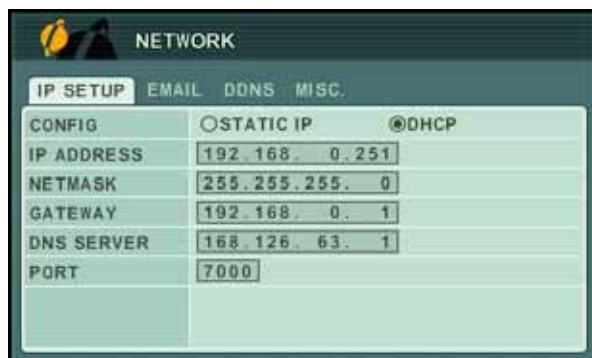 NETWORK
IP SETUP EMAIL DDNS MISC.
CONFIG STATIC IP DHCP
IP ADDRESS 192.168. 0.251
NETMASK 255.255.255. 0
GATEWAY 192.168. 0. 1
DNS SERVER 168.126. 63. 1
PORT 7000